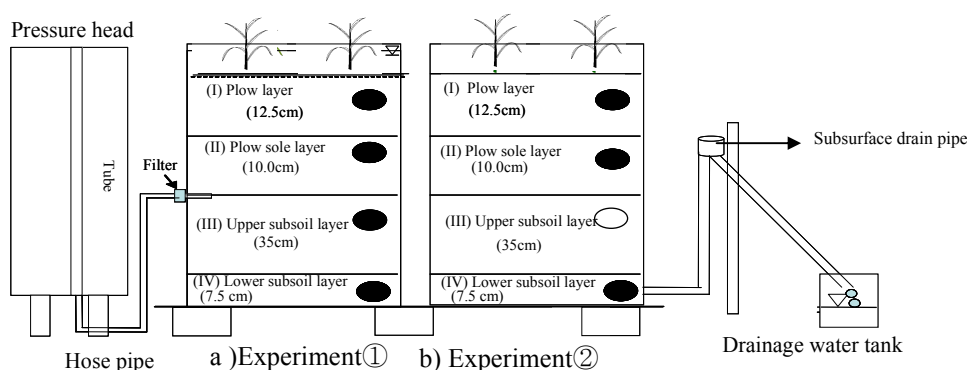 Pressure head
Tube
Filter
Hose pipe
(I) Plow layer
(12.5cm)
(II) Plow sole layer
(10.0cm)
(III) Upper subsoil layer
(35cm)
(IV) Lower subsoil layer
(7.5 cm)
a )Experiment①
(I) Plow layer
(12.5cm)
(II) Plow sole layer
(10.0cm)
(III) Upper subsoil layer
(35cm)
(IV) Lower subsoil layer
(7.5 cm)
b) Experiment②
Subsurface drain pipe
Drainage water tank